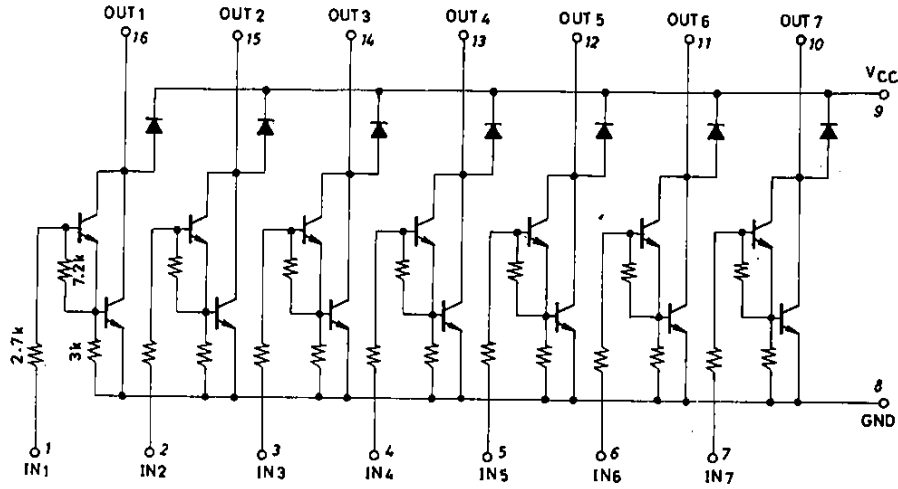 OUT 1 OUT 2 OUT 3 OUT 4 OUT 5 OUT 6 OUT 7
16 15 14 13 12 11 10
VCC
9
7.2k
2.7k 3k
8
GND
1 2 3 4 5 6 7
IN1 IN2 IN3 IN4 IN5 IN6 IN7